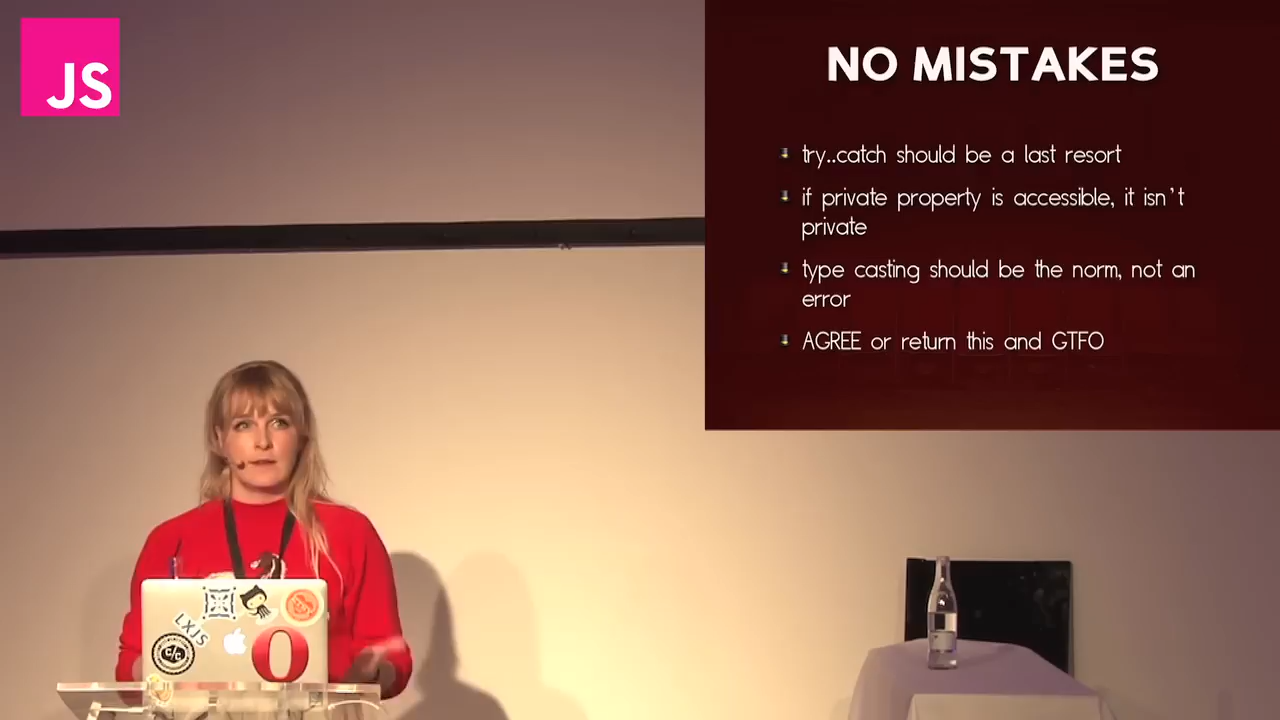 JS
NO MISTAKES
try..catch should be a last resort
if private property is accessible, it isn't
private
type casting should be the norm, not an
error
AGREE or return this and GTFO
LXJS
c/c